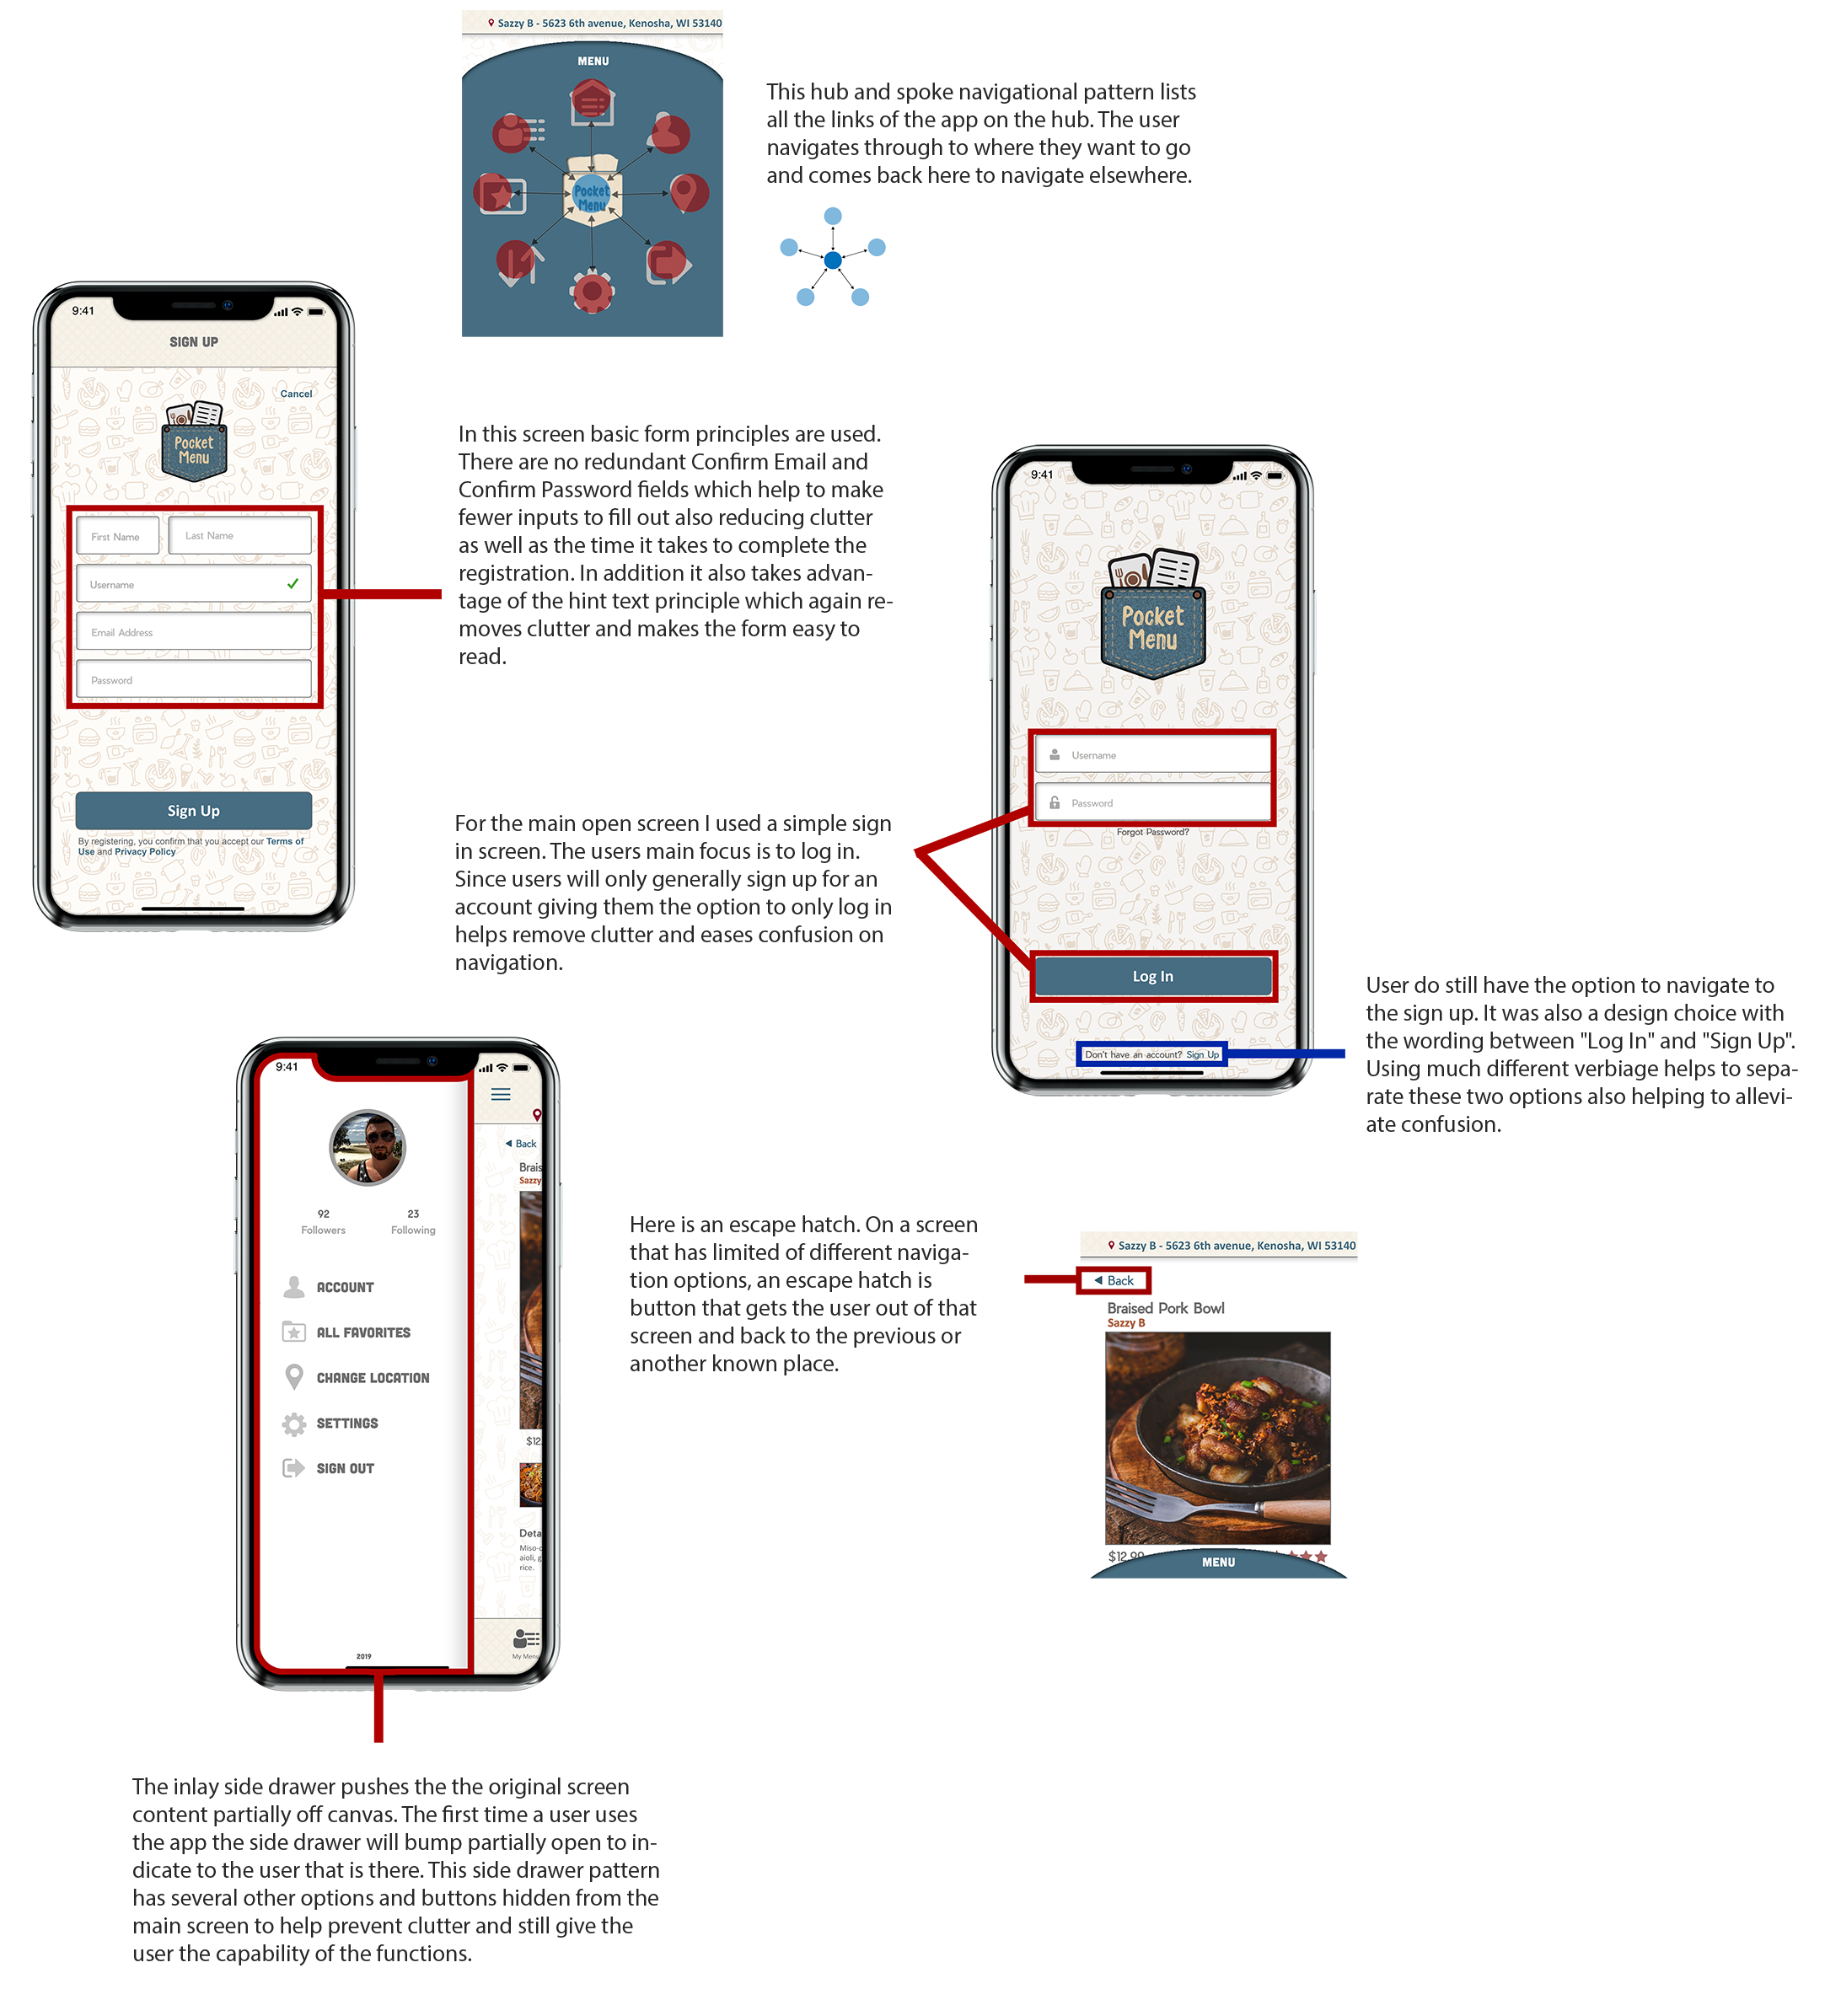 Sazzy B - 5623 6th avenue, Kenosha, WI 53140
MENU
Pocket
Menu
This hub and spoke navigational pattern lists
all the links of the app on the hub. The user
navigates through to where they want to go
and comes back here to navigate elsewhere.
9:41
SIGN UP
Cancel
Pocket
Menu
First Name
Last Name
Username
Email Address
Password
Sign Up
By registering, you confirm that you accept our Terms of
Use and Privacy Policy
In this screen basic form principles are used.
There are no redundant Confirm Email and
Confirm Password fields which help to make
fewer inputs to fill out also reducing clutter
as well as the time it takes to complete the
registration. In addition it also takes advan-
tage of the hint text principle which again re-
moves clutter and makes the form easy to
read.
For the main open screen I used a simple sign
in screen. The users main focus is to log in.
Since users will only generally sign up for an
account giving them the option to only log in
helps remove clutter and eases confusion on
navigation.
9:41
Pocket
Menu
Username
Password
Forgot Password?
Log In
Don't have an account? Sign Up
User do still have the option to navigate to
the sign up. It was also a design choice with
the wording between "Log In" and "Sign Up".
Using much different verbiage helps to sepa-
rate these two options also helping to allevi-
ate confusion.
9:41
92
Followers
23
Following
ACCOUNT
ALL FAVORITES
CHANGE LOCATION
SETTINGS
SIGN OUT
2019
Back
Brais
Sazzy
$12.
Deta
Miso-c
aioli, g
rice.
My Menu
Here is an escape hatch. On a screen
that has limited of different naviga-
tion options, an escape hatch is
button that gets the user out of that
screen and back to the previous or
another known place.
Sazzy B - 5623 6th avenue, Kenosha, WI 53140
Back
Braised Pork Bowl
Sazzy B
$12.99
MENU
The inlay side drawer pushes the the original screen
content partially off canvas. The first time a user uses
the app the side drawer will bump partially open to in-
dicate to the user that is there. This side drawer pattern
has several other options and buttons hidden from the
main screen to help prevent clutter and still give the
user the capability of the functions.